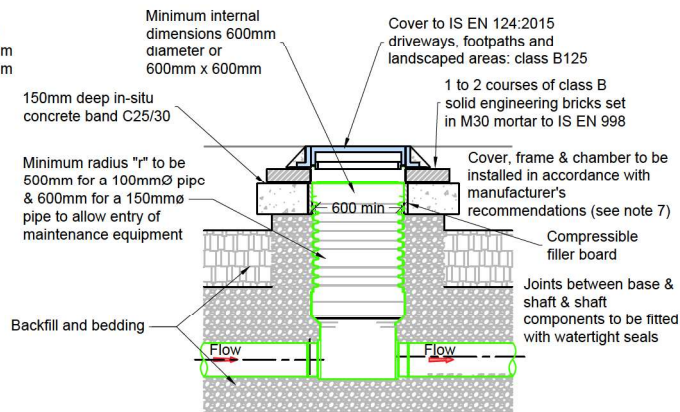 m
m
Minimum internal
dimensions 600mm
diameter or
600mm x 600mm
Cover to IS EN 124:2015
driveways, footpaths and
landscaped areas: class B125
150mm deep in-situ
concrete band C25/30
1 to 2 courses of class B
solid engineering bricks set
in M30 mortar to IS EN 998
Minimum radius "r" to be
500mm for a 100mmØ pipe
& 600mm for a 150mmø
pipe to allow entry of
maintenance equipment
Cover, frame & chamber to be
installed in accordance with
manufacturer's
recommendations (see note 7)
600 min
Compressible
filler board
Joints between base &
shaft & shaft
components to be fitted
with watertight seals
Backfill and bedding
Flow
Flow